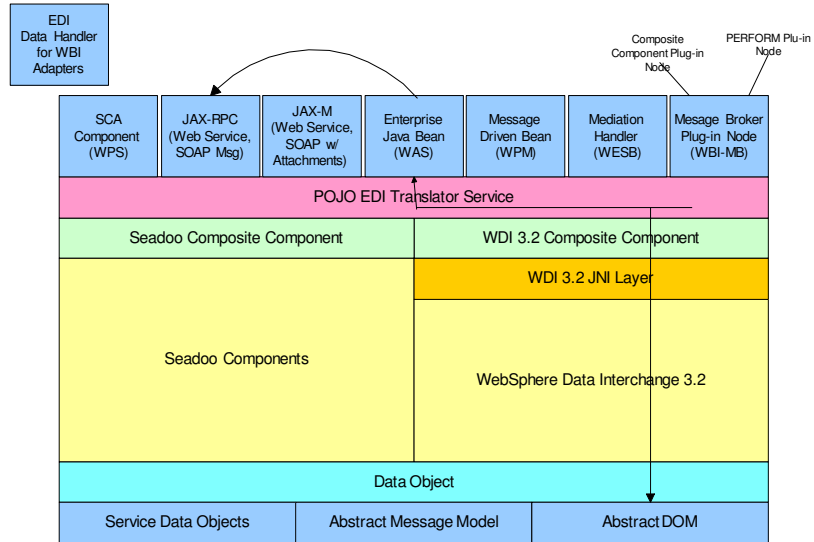 EDI
Data Handler
for WBI
Adapters
Composite
Component Plug-in
Node
PERFORM Plu-in
Node
SCA
Component
(WPS)
JAX-RPC
(Web Service,
SOAP Msg)
JAX-M
(Web Service,
SOAP w/
Attachments)
Enterprise
Java Bean
(WAS)
Message
Driven Bean
(WPM)
Mediation
Handler
(WESB)
Message Broker
Plug-in Node
(WBI-MB)
POJO EDI Translator Service
Seadoo Composite Component
WDI 3.2 Composite Component
WDI 3.2 JNI Layer
Seadoo Components
WebSphere Data Interchange 3.2
Data Object
Service Data Objects
Abstract Message Model
Abstract DOM